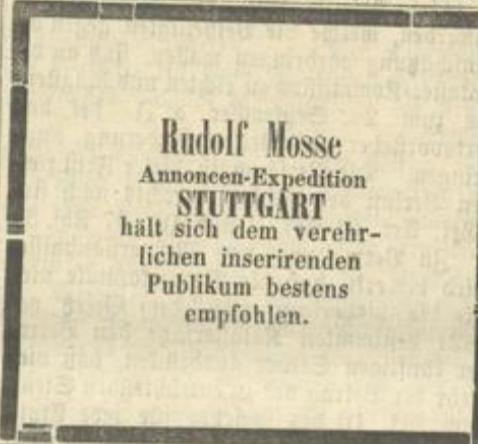 Rudolf Mosse
Annoncen-Expedition
STUTTGART
hält sich dem verehr-
lichen inserirenden
Publikum bestens
empfohlen.